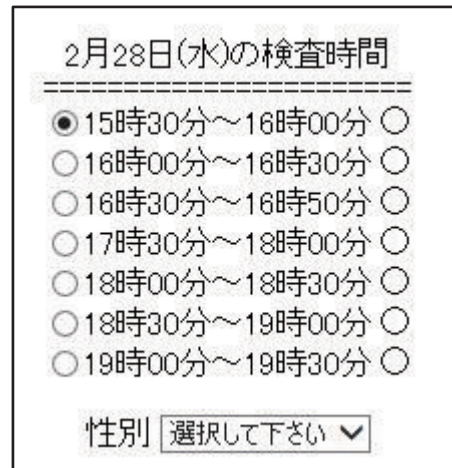 2月28日(水)の検査時間
==========================
15時30分～16時00分 ○
16時00分～16時30分 ○
16時30分～16時50分 ○
17時30分～18時00分 ○
18時00分～18時30分 ○
18時30分～19時00分 ○
19時00分～19時30分 ○
性別 選択して下さい